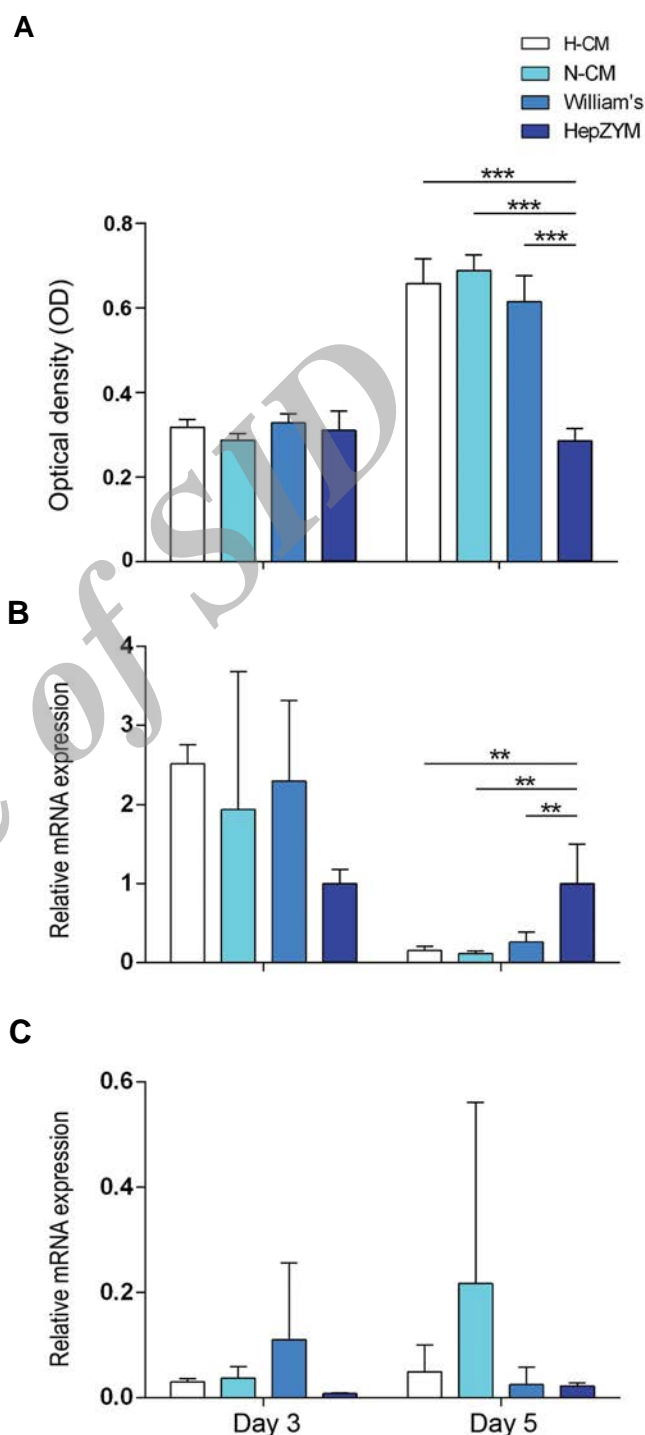 A
H-CM
N-CM
William's
HepZYM
***
***
***
0.8
0.6
0.4
0.2
0
Optical density (OD)
B
4
3
2
1
0
Relative mRNA expression
**
**
**
C
0.6
0.4
0.2
0.0
Relative mRNA expression
Day 3 Day 5
of SID